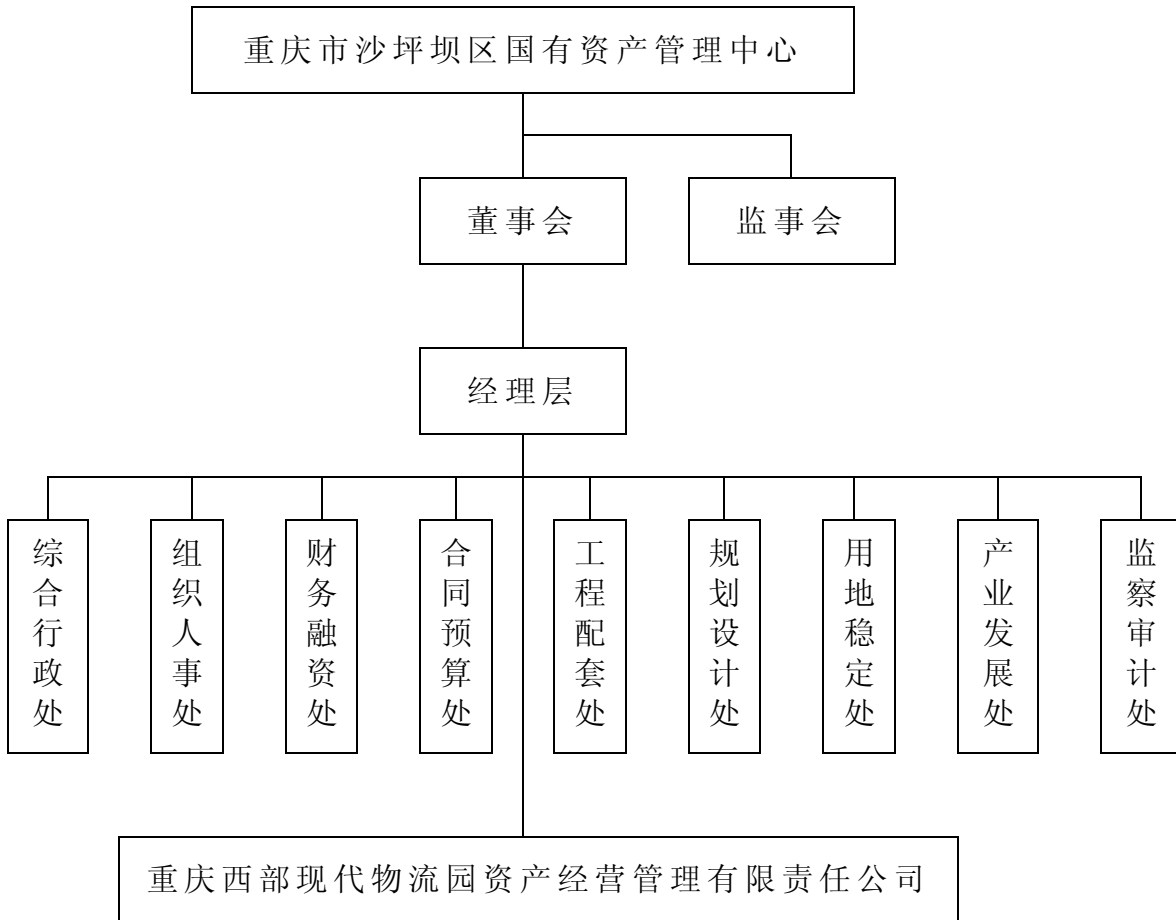 重庆市沙坪坝区国有资产管理中心
董事会
监事会
经理层
综合行政处
组织人事处
财务融资处
合同预算处
工程配套处
规划设计处
用地稳定处
产业发展处
监察审计处
重庆西部现代物流园资产经营管理有限责任公司